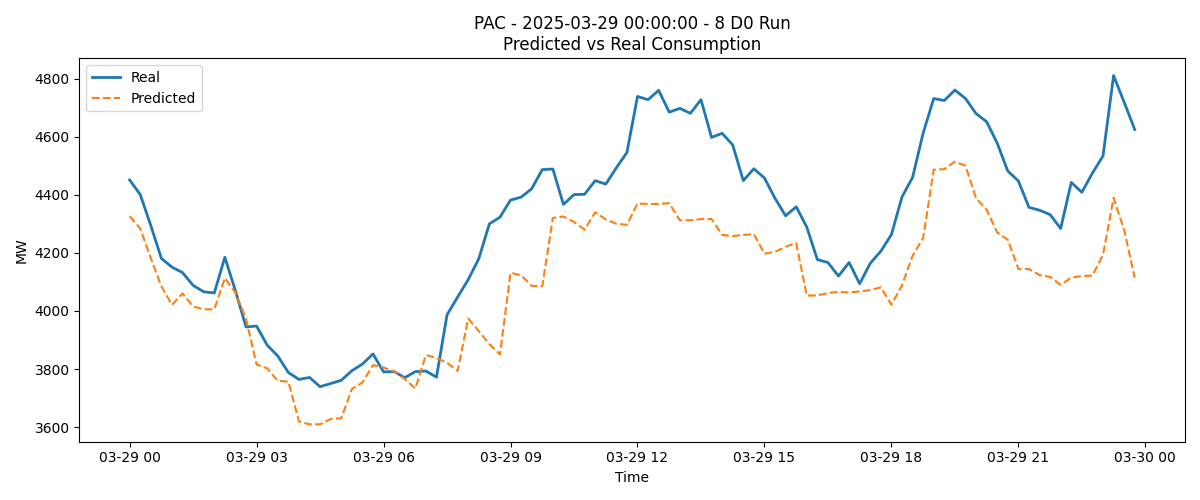 PAC - 2025-03-29 00:00:00 - 8 D0 Run
Predicted vs Real Consumption
Real
Predicted
4800
4600
4400
4200
4000
3800
3600
MW
03-29 00
03-29 03
03-29 06
03-29 09
03-29 12
03-29 15
03-29 18
03-29 21
03-30 00
Time